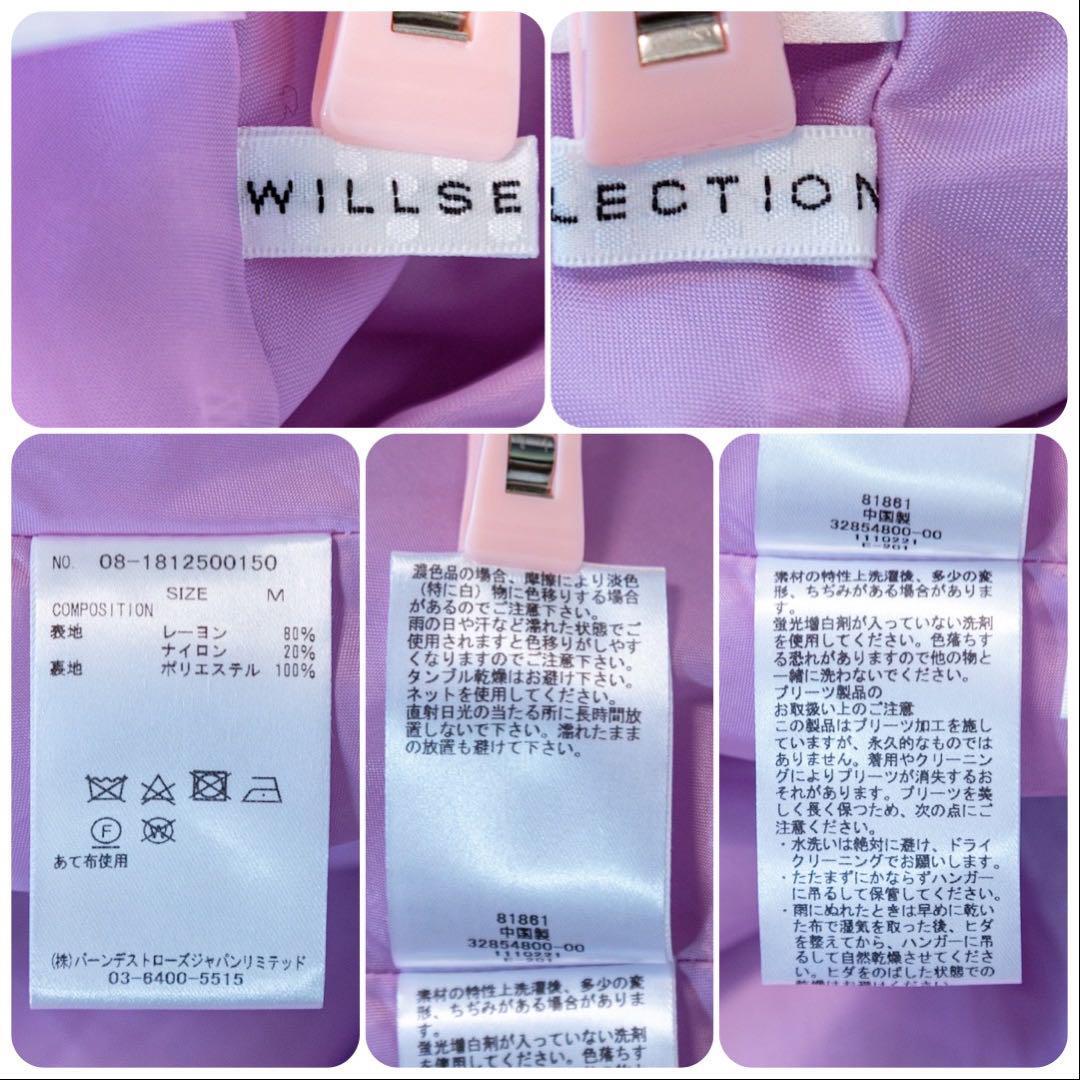 WILLSE
LECTION
NO. 08-1812500150
SIZE M
COMPOSITION
表地 レーヨン 80%
ナイロン 20%
裏地 ポリエステル 100%
F
W
あて布使用
(株)バーンデストローズジャパンリミテッド
03-6400-5515
濃色品の場合、摩擦により淡色
(特に白)物に色移りする場合
があるのでご注意下さい。
雨の日や汗など濡れた状態でご
使用されますと色移りがしやす
くなりますのでご注意下さい。
タンブル乾燥はお避け下さい。
ネットを使用してください。
直射日光の当たる所に長時間放
置しないで下さい。濡れたまま
の放置も避けて下さい。
81861
中国製
32854800-00
1110221
E-201
素材の特性上洗濯後、多少の変
形、ちぢみがある場合がありま
す。
蛍光増白剤が入っていない洗剤
を使用してください。色落ちす
81861
中国製
32854800-00
1110221
E-201
素材の特性上洗濯後、多少の変
形、ちぢみがある場合がありま
す。
蛍光増白剤が入っていない洗剤
を使用してください。色落ちす
る恐れがありますので他の物と
一緒に洗わないでください。
プリーツ製品の
お取扱い上のご注意
この製品はプリーツ加工を施し
ていますが、永久的なものでは
ありません。着用やクリーニン
グによりプリーツが消失するお
それがあります。プリーツを美
しく長く保つため、次の点にご
注意ください。
・水洗いは絶対に避け、ドライ
クリーニングでお願いします。
・たたまずにかならずハンガー
に吊るして保管してください。
・雨にぬれたときは早めに乾い
た布で湿気を取った後、ヒダ
を整えてから、ハンガーに吊
るして自然乾燥させてくださ
い。ヒダをのばした状態での